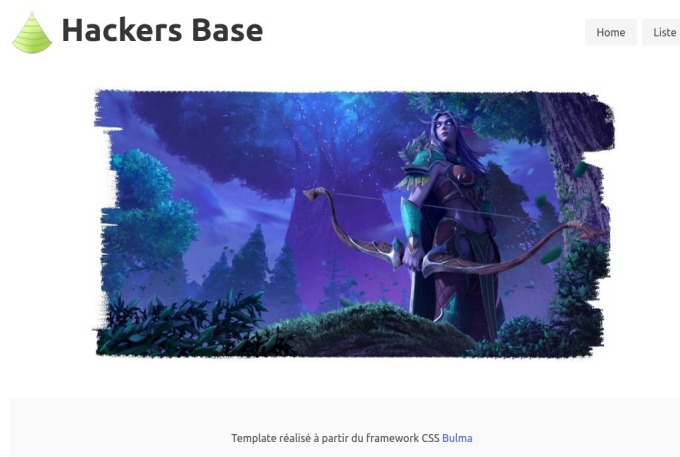 Hackers Base
Home
Liste
Template réalisé à partir du framework CSS Bulma